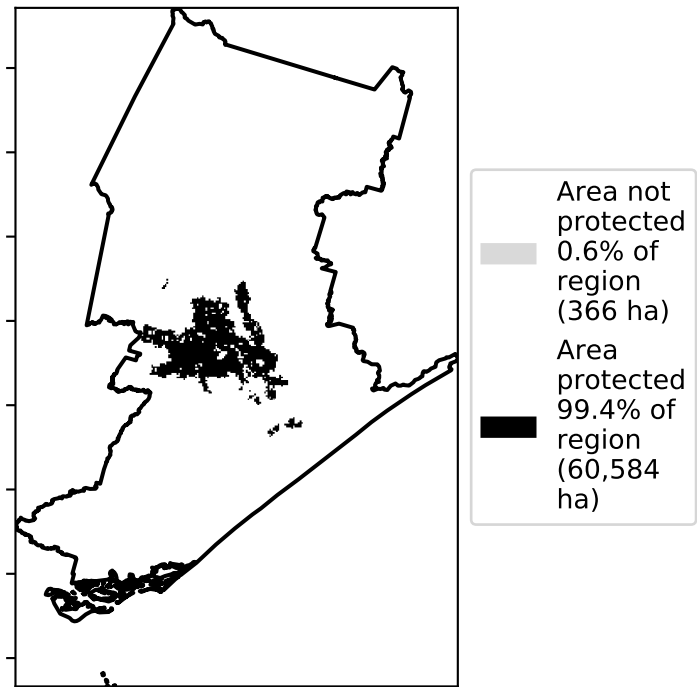 Area not
protected
0.6% of
region
(366 ha)
Area
protected
99.4% of
region
(60,584
ha)